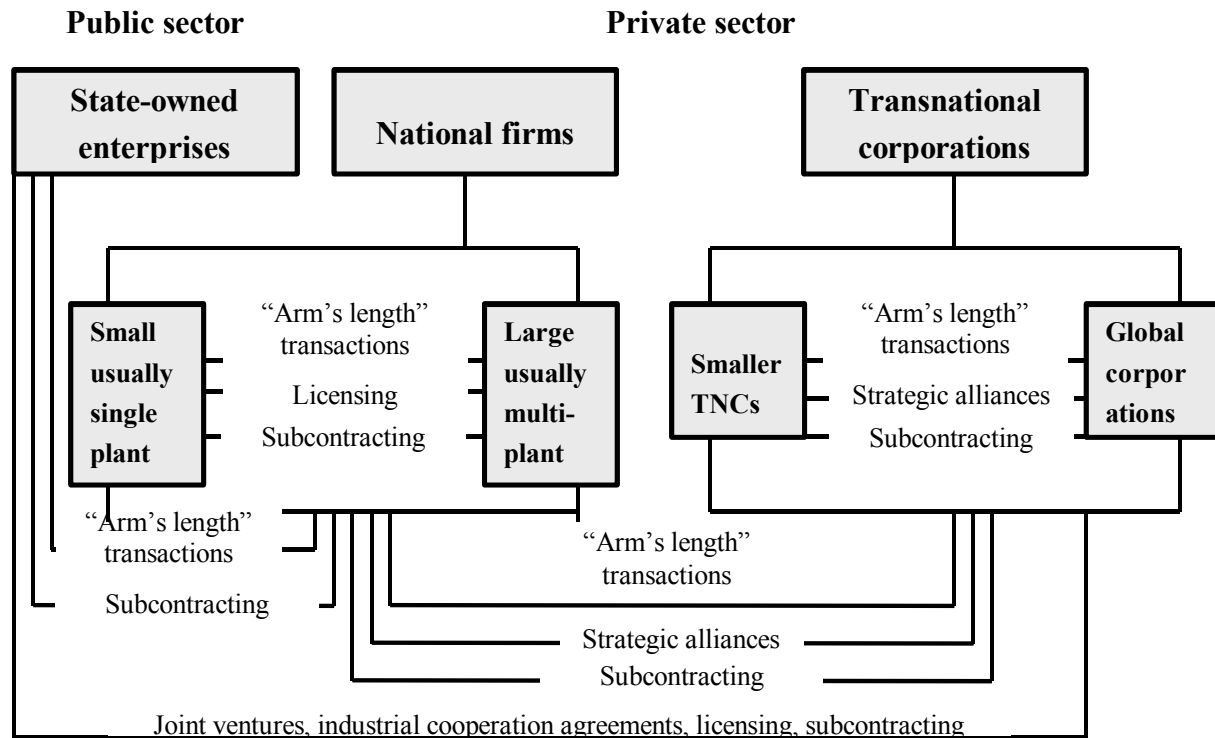 Public sector
Private sector
State-owned
enterprises
National firms
Transnational
corporations
“Arm’s length”
transactions
Licensing
Subcontracting
Small
usually
single
plant
Large
usually
multi-
plant
Smaller
TNCs
“Arm’s length”
transactions
Strategic alliances
Subcontracting
Global
corpor
ations
“Arm’s length”
transactions
Subcontracting
“Arm’s length”
transactions
Strategic alliances
Subcontracting
Joint ventures, industrial cooperation agreements, licensing, subcontracting